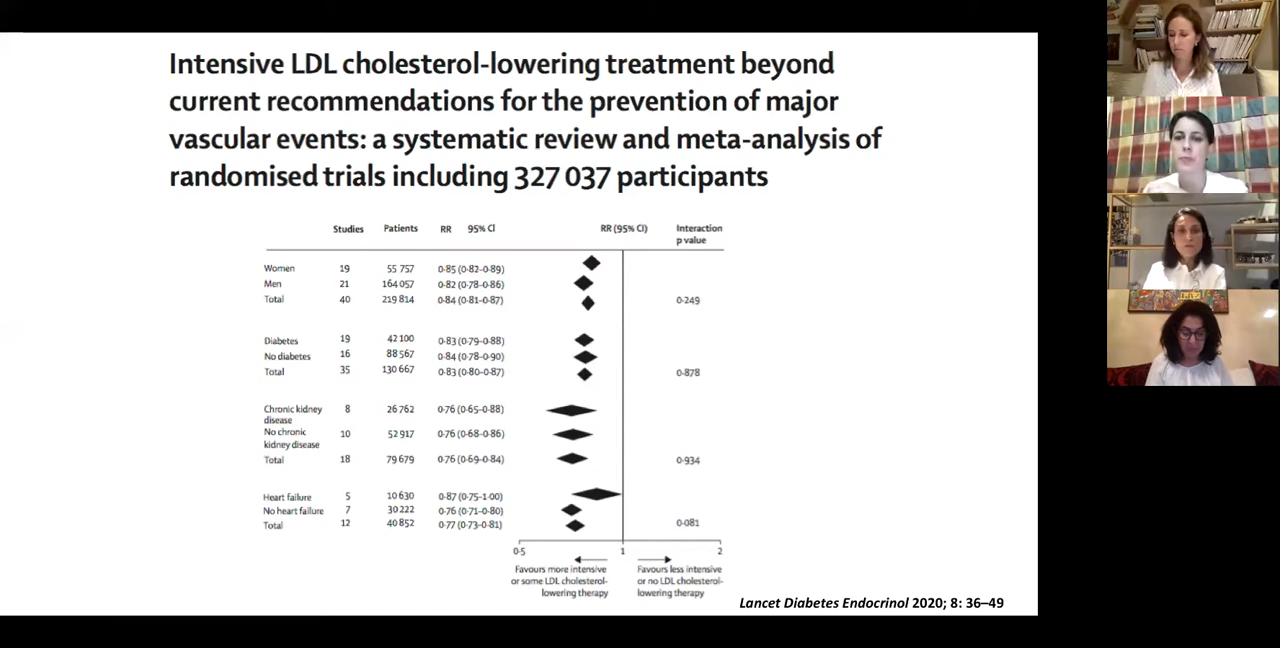 Intensive LDL cholesterol-lowering treatment beyond
current recommendations for the prevention of major
vascular events: a systematic review and meta-analysis of
randomised trials including 327 037 participants
Studies Patients RR 95% CI RR (95% CI) Interaction
p value
Women 19 55 757 0·85 (0·82–0·89)
Men 21 164 057 0·82 (0·78–0·86)
Total 40 219 814 0·84 (0·81–0·87) 0·249
Diabetes 19 42 100 0·83 (0·79–0·88)
No diabetes 16 88 567 0·84 (0·78–0·90)
Total 35 130 667 0·83 (0·80–0·87) 0·878
Chronic kidney 8 26 762 0·76 (0·65–0·88)
disease
No chronic 10 52 917 0·76 (0·68–0·86)
kidney disease
Total 18 79 679 0·76 (0·69–0·84) 0·934
Heart failure 5 10 630 0·87 (0·75–1·00)
No heart failure 7 30 222 0·76 (0·71–0·80)
Total 12 40 852 0·77 (0·73–0·81) 0·081
0·5 1 2
Favours more intensive Favours less intensive
or some LDL cholesterol- or no LDL cholesterol-
lowering therapy lowering therapy
Lancet Diabetes Endocrinol 2020; 8: 36–49